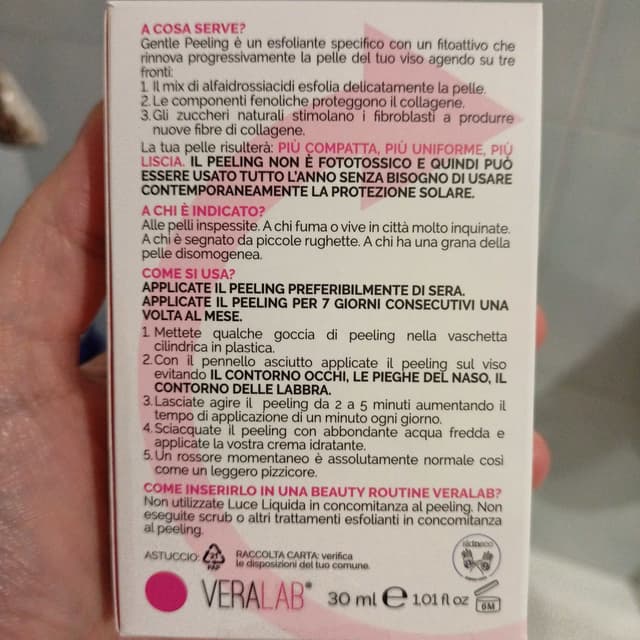 A COSA SERVE?
Gentle Peeling è un esfoliante specifico con un fitoattivo che
rinnova progressivamente la pelle del tuo viso agendo su tre
fronti:
1. Il mix di alfaidrossiacidi esfolia delicatamente la pelle.
2. Le componenti fenoliche proteggono il collagene.
3. Gli zuccheri naturali stimolano i fibroblasti a produrre
nuove fibre di collagene.
La tua pelle risulterà: PIÙ COMPATTA, PIÙ UNIFORME, PIÙ
LISCIA. IL PEELING NON È FOTOTOSSICO E QUINDI PUÒ
ESSERE USATO TUTTO L'ANNO SENZA BISOGNO DI USARE
CONTEMPORANEAMENTE LA PROTEZIONE SOLARE.
A CHI È INDICATO?
Alle pelli inspessite. A chi fuma o vive in città molto inquinate.
A chi è segnato da piccole rughette. A chi ha una grana della
pelle disomogenea.
COME SI USA?
APPLICATE IL PEELING PREFERIBILMENTE DI SERA.
APPLICATE IL PEELING PER 7 GIORNI CONSECUTIVI UNA
VOLTA AL MESE.
1. Mettete qualche goccia di peeling nella vaschetta
cilindrica in plastica.
2. Con il pennello asciutto applicate il peeling sul viso
evitando IL CONTORNO OCCHI, LE PIEGHE DEL NASO, IL
CONTORNO DELLE LABBRA.
3. Lasciate agire il peeling da 2 a 5 minuti aumentando il
tempo di applicazione di un minuto ogni giorno.
4. Sciacquate il peeling con abbondante acqua fredda e
applicate la vostra crema idratante.
5. Un rossore momentaneo è assolutamente normale così
come un leggero pizzicore.
COME INSERIRLO IN UNA BEAUTY ROUTINE VERALAB?
Non utilizzate Luce Liquida in concomitanza al peeling. Non
eseguite scrub o altri trattamenti esfolianti in concomitanza
al peeling.
ASTUCCIO: 21 PAP RACCOLTA CARTA: verifica
le disposizioni del tuo comune.
VERALAB® 30 ml e 1.01 fl oz 6M